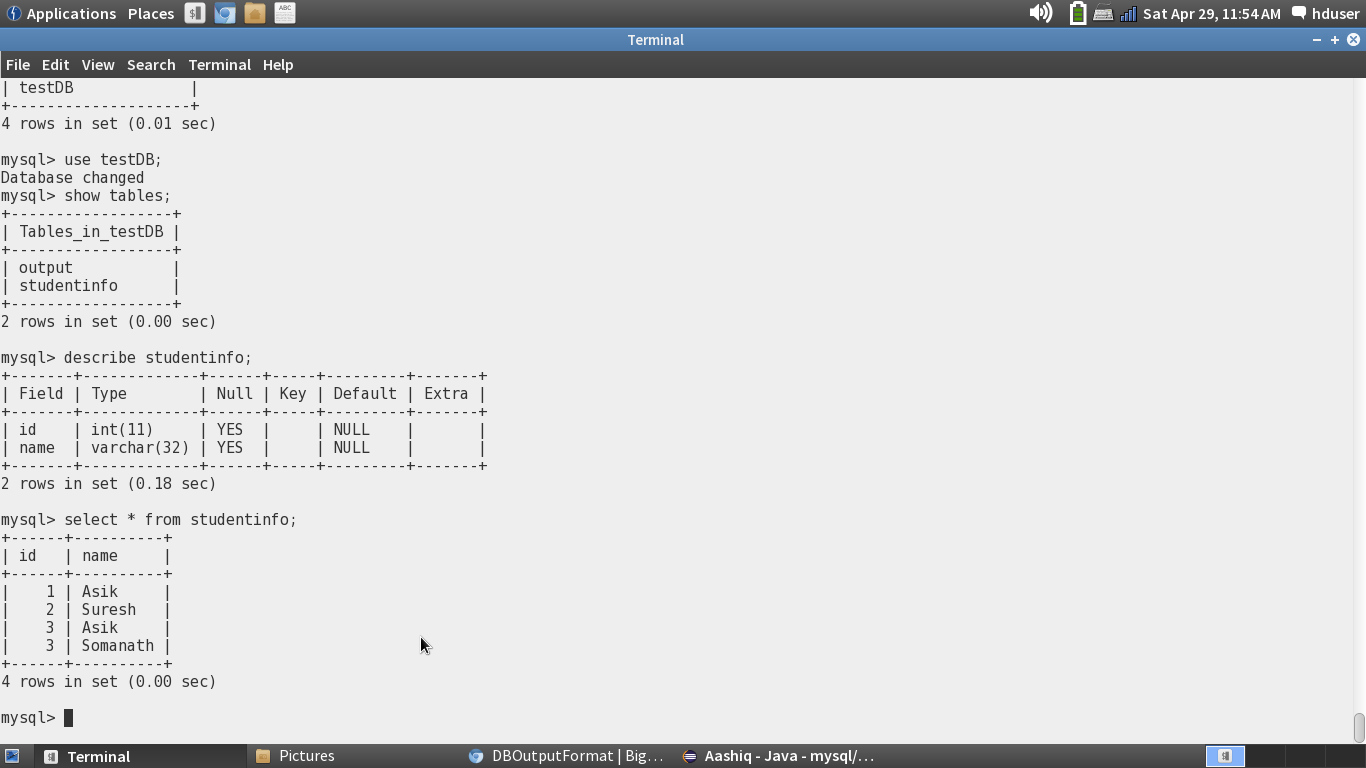 Applications Places ABC Sat Apr 29, 11:54 AM hduser
Terminal
File Edit View Search Terminal Help
| testDB             |
+--------------------+
4 rows in set (0.01 sec)
mysql> use testDB;
Database changed
mysql> show tables;
+------------------+
| Tables_in_testDB |
+------------------+
| output           |
| studentinfo      |
+------------------+
2 rows in set (0.00 sec)
mysql> describe studentinfo;
+-------+-------------+------+-----+---------+-------+
| Field | Type        | Null | Key | Default | Extra |
+-------+-------------+------+-----+---------+-------+
| id    | int(11)     | YES  |     | NULL    |       |
| name  | varchar(32) | YES  |     | NULL    |       |
+-------+-------------+------+-----+---------+-------+
2 rows in set (0.18 sec)
mysql> select * from studentinfo;
+------+----------+
| id   | name     |
+------+----------+
|    1 | Asik     |
|    2 | Suresh   |
|    3 | Asik     |
|    3 | Somanath |
+------+----------+
4 rows in set (0.00 sec)
mysql>
Terminal Pictures DBOutputFormat | Big... Aashiq - Java - mysql/...